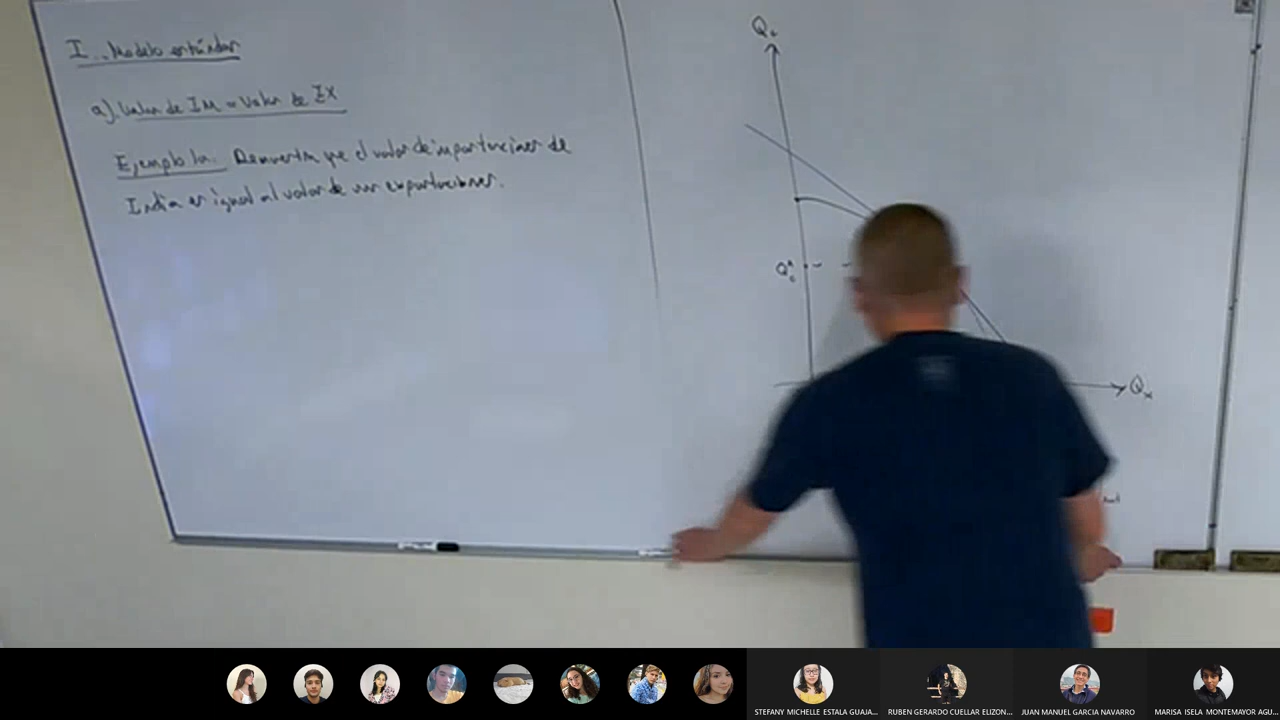 I... Modelo estándar
a). Valor de IM = Valor de EX
Ejemplo 1a. Demuestra que el valor de importaciones de
India es igual al valor de sus exportaciones.
Qc
Qx
STEFANY MICHELLE ESTALA GUAJA...
RUBEN GERARDO CUELLAR ELIZON...
JUAN MANUEL GARCIA NAVARRO
MARISA ISELA MONTEMAYOR AGU...